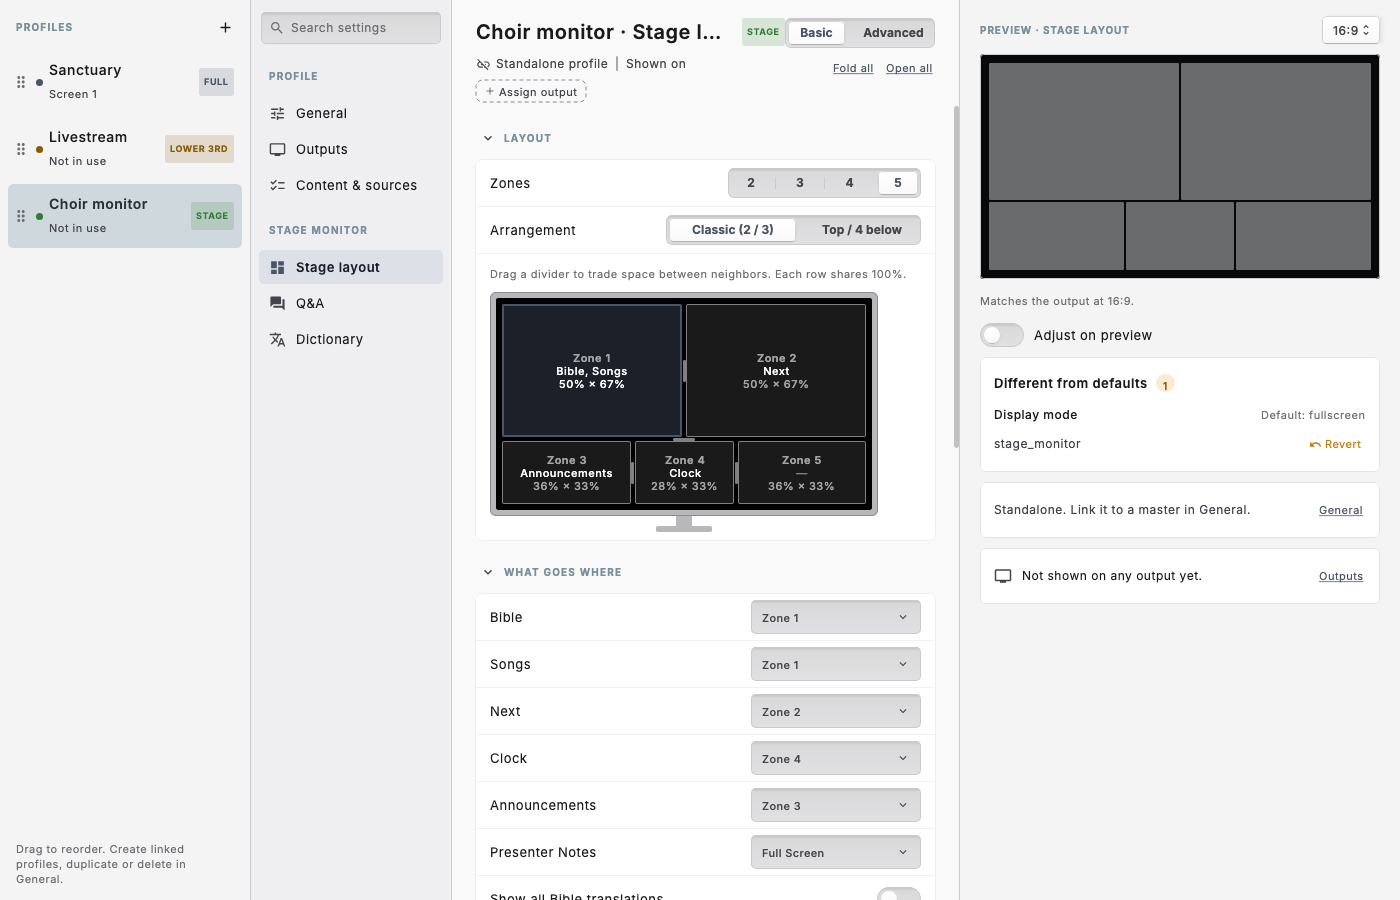 PROFILES
Sanctuary
Screen 1
FULL
Livestream
Not in use
LOWER 3RD
Choir monitor
Not in use
STAGE
Drag to reorder. Create linked
profiles, duplicate or delete in
General.
Search settings
PROFILE
General
Outputs
Content & sources
STAGE MONITOR
Stage layout
Q&A
Dictionary
Choir monitor · Stage l...
STAGE
Basic
Advanced
Standalone profile | Shown on
+ Assign output
Fold all
Open all
LAYOUT
Zones
2
3
4
5
Arrangement
Classic (2 / 3)
Top / 4 below
Drag a divider to trade space between neighbors. Each row shares 100%.
Zone 1
Bible, Songs
50% × 67%
Zone 2
Next
50% × 67%
Zone 3
Announcements
36% × 33%
Zone 4
Clock
28% × 33%
Zone 5
—
36% × 33%
WHAT GOES WHERE
Bible
Zone 1
Songs
Zone 1
Next
Zone 2
Clock
Zone 4
Announcements
Zone 3
Presenter Notes
Full Screen
Show all Bible translations
PREVIEW · STAGE LAYOUT
16:9
Matches the output at 16:9.
Adjust on preview
Different from defaults
1
Display mode
Default: fullscreen
stage_monitor
Revert
Standalone. Link it to a master in General.
General
Not shown on any output yet.
Outputs